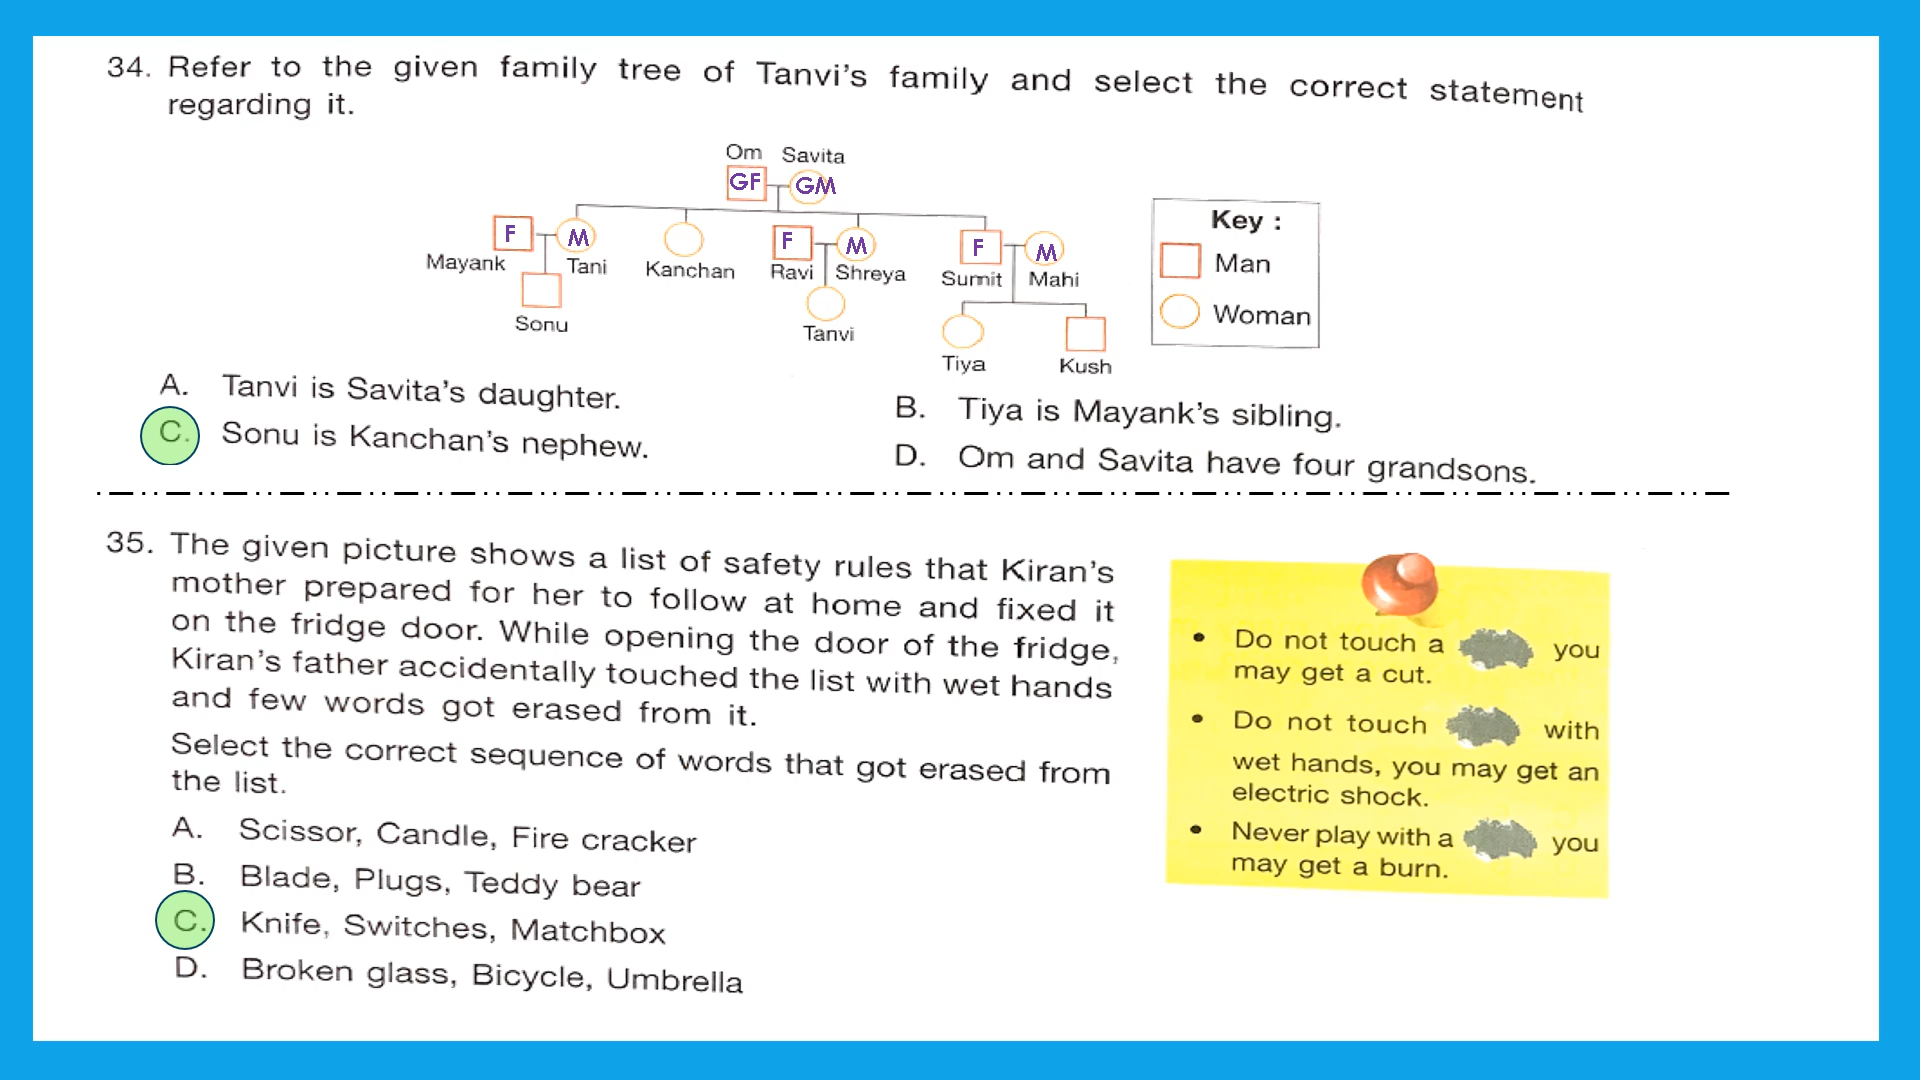 34. Refer to the given family tree of Tanvi's family and select the correct statement
regarding it.
Om Savita
GF GM
F M F M F M
Mayank Tani Kanchan Ravi Shreya Sumit Mahi
Sonu Tanvi Tiya Kush
Key :
Man
Woman
A. Tanvi is Savita's daughter.
B. Tiya is Mayank's sibling.
C. Sonu is Kanchan's nephew.
D. Om and Savita have four grandsons.
35. The given picture shows a list of safety rules that Kiran's
mother prepared for her to follow at home and fixed it
on the fridge door. While opening the door of the fridge,
Kiran's father accidentally touched the list with wet hands
and few words got erased from it.
Select the correct sequence of words that got erased from
the list.
A. Scissor, Candle, Fire cracker
B. Blade, Plugs, Teddy bear
C. Knife, Switches, Matchbox
D. Broken glass, Bicycle, Umbrella
• Do not touch a you
may get a cut.
• Do not touch with
wet hands, you may get an
electric shock.
• Never play with a you
may get a burn.